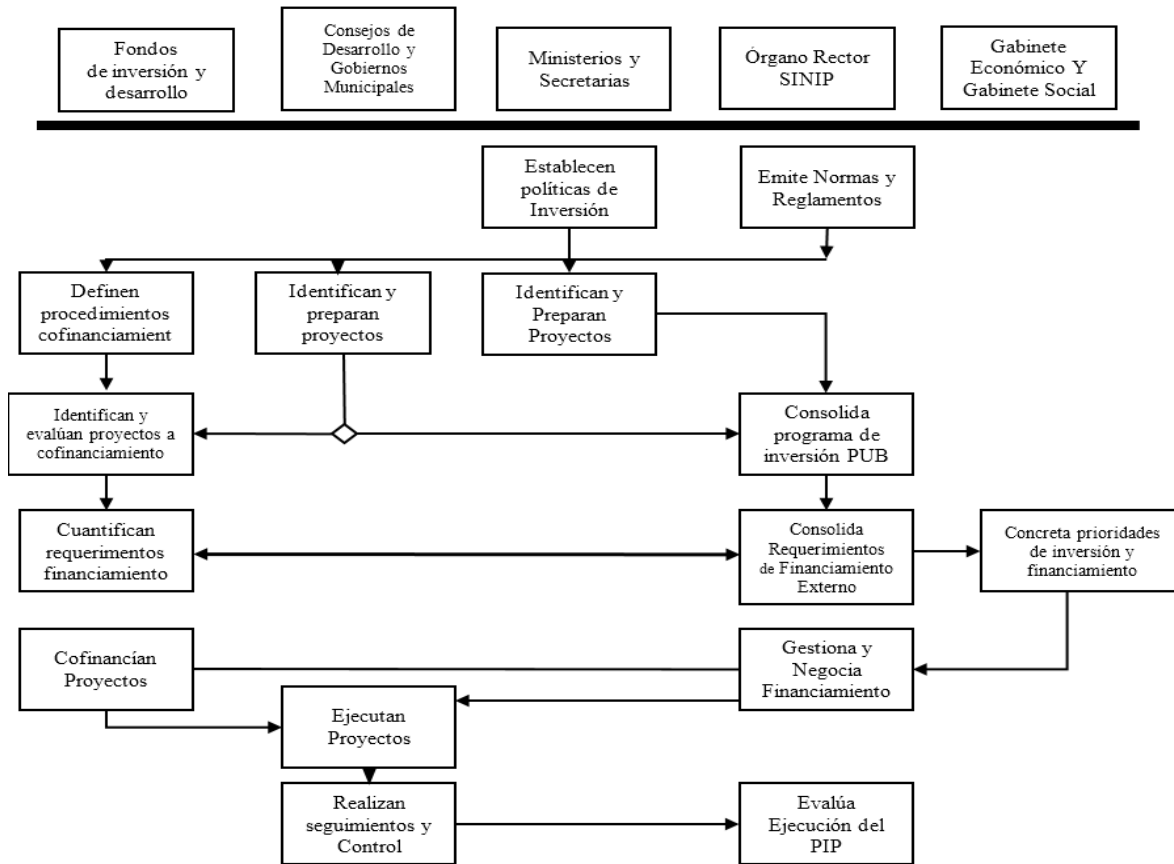 Fondos
de inversión y
desarrollo
Consejos de
Desarrollo y
Gobiernos
Municipales
Ministerios y
Secretarias
Órgano Rector
SINIP
Gabinete
Económico Y
Gabinete Social
Establecen
políticas de
Inversión
Emite Normas y
Reglamentos
Definen
procedimientos
cofinanciamient
Identifican y
preparan
proyectos
Identifican y
Preparan
Proyectos
Identifican y
evalúan proyectos a
cofinanciamiento
Consolida
programa de
inversión PUB
Cuantifican
requerimentos
financiamiento
Consolida
Requerimientos
de Financiamiento
Externo
Concreta prioridades
de inversión y
financiamiento
Cofinancían
Proyectos
Gestiona y
Negocia
Financiamiento
Ejecutan
Proyectos
Realizan
seguimientos y
Control
Evalúa
Ejecución del
PIP